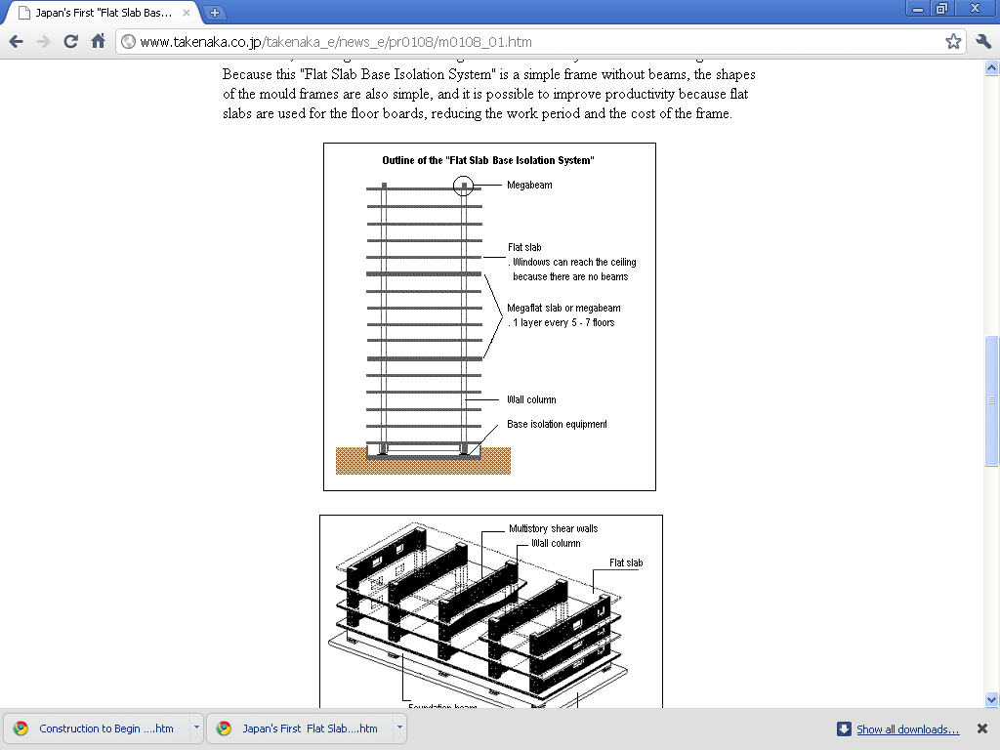 Japan's First "Flat Slab Bas...
www.takenaka.co.jp/takenaka_e/news_e/pr0108/m0108_01.htm
Because this "Flat Slab Base Isolation System" is a simple frame without beams, the shapes
of the mould frames are also simple, and it is possible to improve productivity because flat
slabs are used for the floor boards, reducing the work period and the cost of the frame.
Outline of the "Flat Slab Base Isolation System"
Megabeam
Flat slab
. Windows can reach the ceiling
because there are no beams
Megaflat slab or megabeam
. 1 layer every 5 - 7 floors
Wall column
Base isolation equipment
Multistory shear walls
Wall column
Flat slab
Foundation beam
Construction to Begin ....htm
Japan's First Flat Slab....htm
Show all downloads...